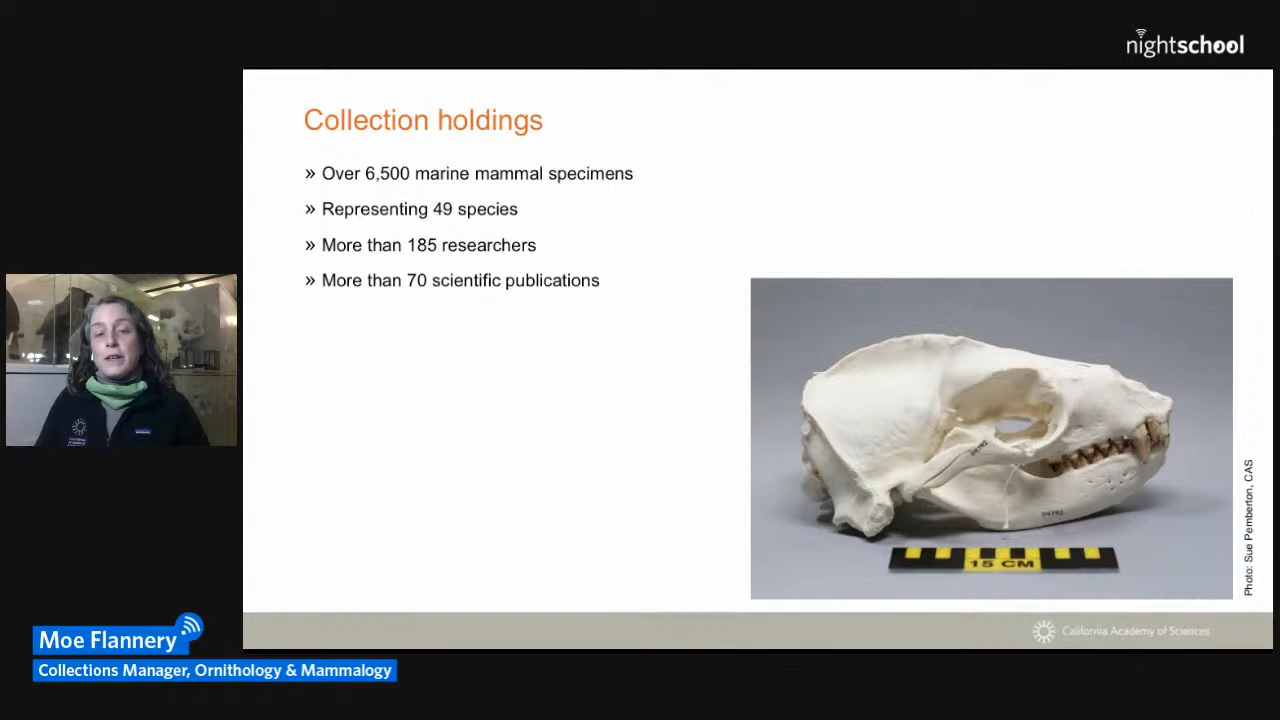 nightschool
Collection holdings
» Over 6,500 marine mammal specimens
» Representing 49 species
» More than 185 researchers
» More than 70 scientific publications
15 CM
Photo: Sue Pemberton, CAS
California Academy of Sciences
Moe Flannery
Collections Manager, Ornithology & Mammalogy